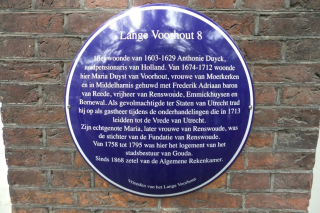 Lange Voorhout 8
Hier woonde van 1603-1629 Anthonie Duyck,
raadpensionaris van Holland. Van 1674-1712 woonde
hier Maria Duyst van Voorhout, vrouwe van Moerkerken
en in Middelharnis gehuwd met Frederik Adriaan baron
van Reede, vrijheer van Renswoude, Emmickhuysen en
Bornewal. Als gevolmachtigde ter Staten van Utrecht trad
hij op als gastheer tijdens de onderhandelingen die in 1713
leidden tot de Vrede van Utrecht.
Zijn echtgenote Maria, later vrouwe van Renswoude, was
de stichter van de Fundatie van Renswoude.
Van 1758 tot 1795 was hier het logement van het
stadsbestuur van Gouda.
Sinds 1868 zetel van de Algemene Rekenkamer.
Vrienden van het Lange Voorhout